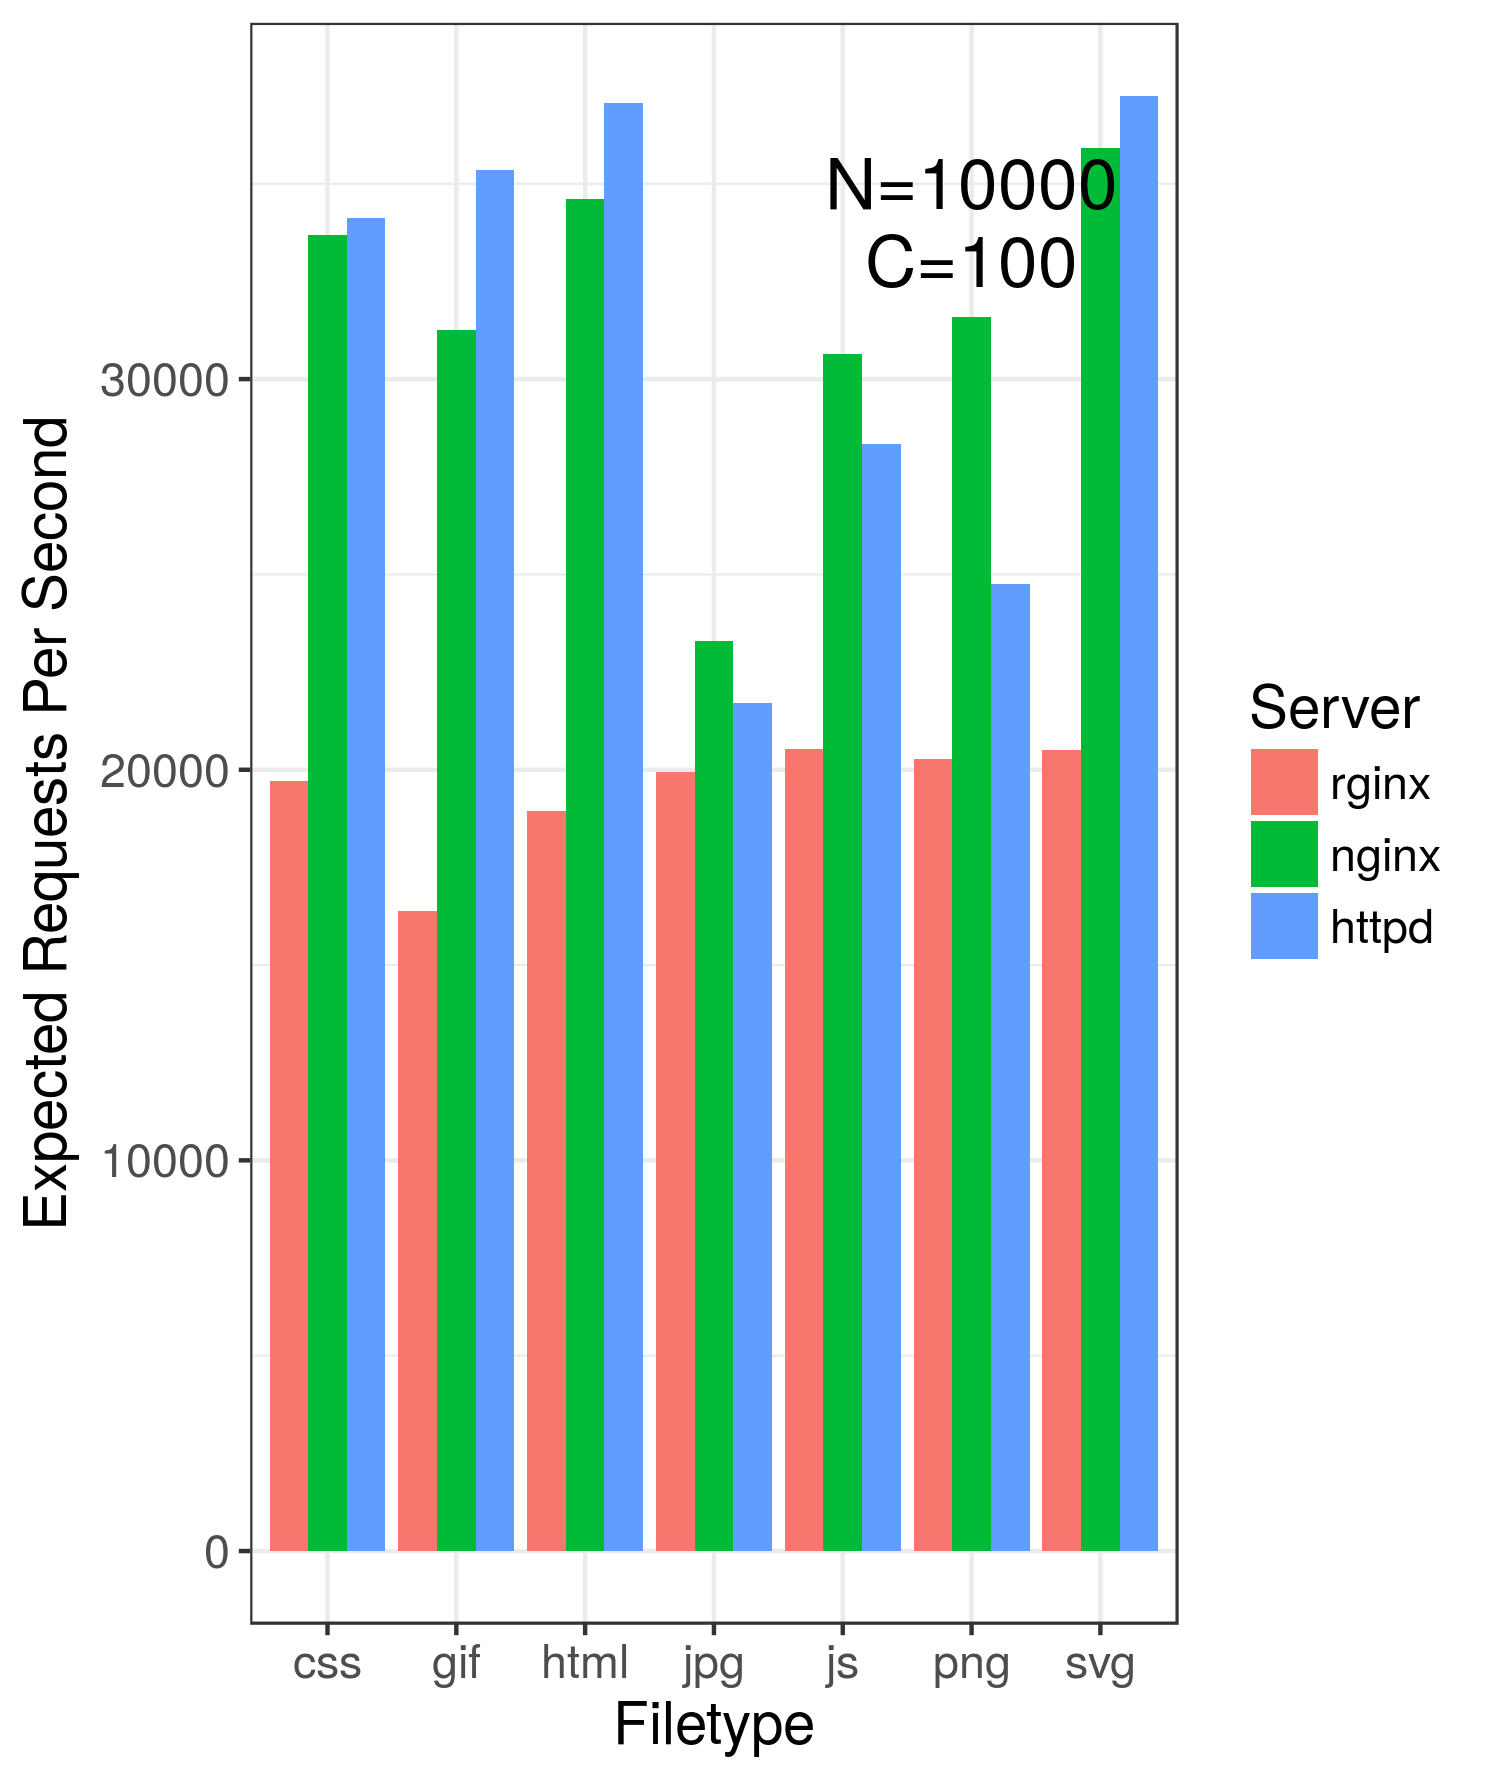 N=10000
C=100
30000
20000
10000
0
Expected Requests Per Second
css gif html jpg js png svg
Filetype
Server
rginx
nginx
httpd